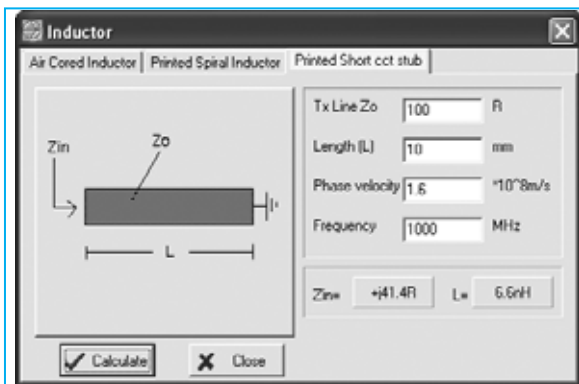 Inductor
Air Cored Inductor Printed Spiral Inductor Printed Short cct stub
Zin
Zo
L
Tx Line Zo 100 R
Length (L) 10 mm
Phase velocity 1.6 *10^8m/s
Frequency 1000 MHz
Zin= +j41.4R L= 6.6nH
Calculate Close